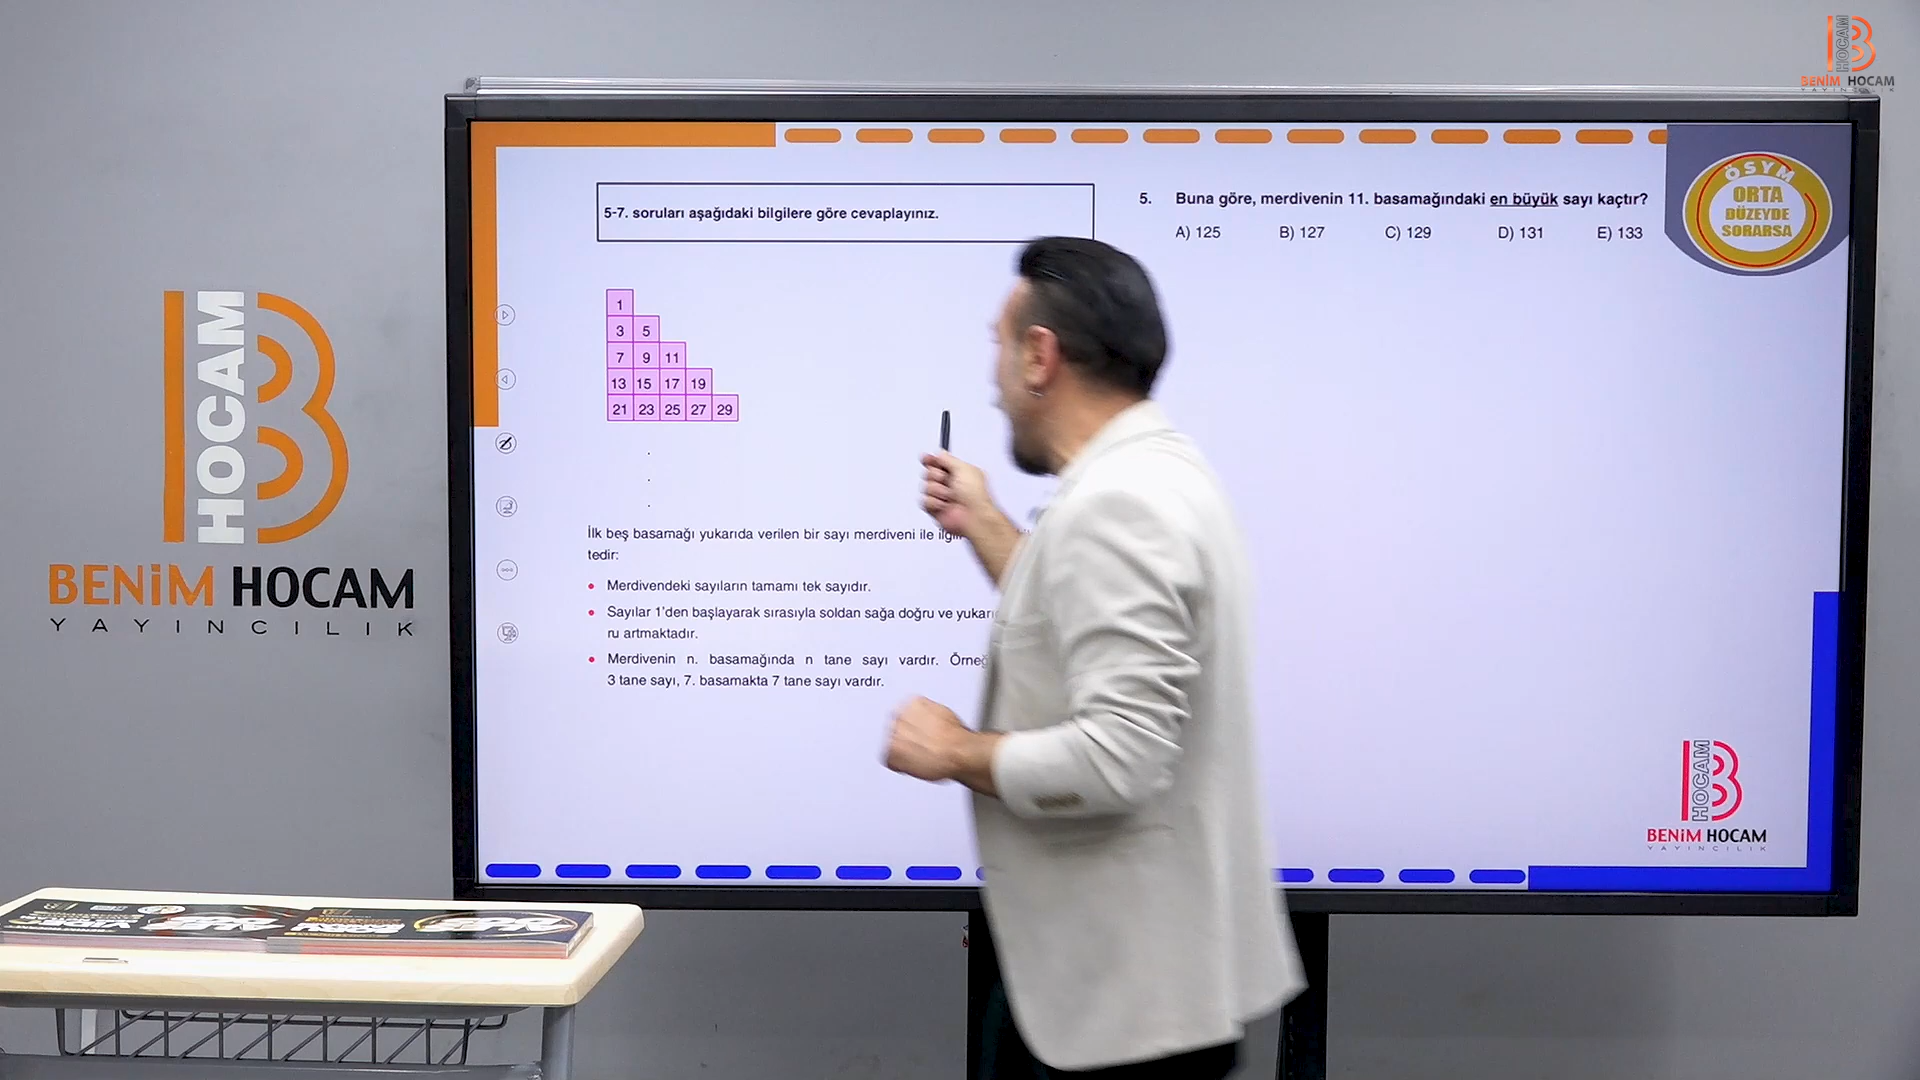 B HOCAM
BENİM HOCAM
YAYINCILIK
ÖSYM
ORTA
DÜZEYDE
SORARSA
5-7. soruları aşağıdaki bilgilere göre cevaplayınız.
1
3 5
7 9 11
13 15 17 19
21 23 25 27 29
.
.
.
İlk beş basamağı yukarıda verilen bir sayı merdiveni ile
tedir:
• Merdivendeki sayıların tamamı tek sayıdır.
• Sayılar 1'den başlayarak sırasıyla soldan sağa doğru ve
ru artmaktadır.
• Merdivenin n. basamağında n tane sayı vardır.
3 tane sayı, 7. basamakta 7 tane sayı vardır.
5. Buna göre, merdivenin 11. basamağındaki en büyük sayı kaçtır?
A) 125 B) 127 C) 129 D) 131 E) 133
B HOCAM
BENİM HOCAM
YAYINCILIK
B HOCAM
BENİM HOCAM
YAYINCILIK